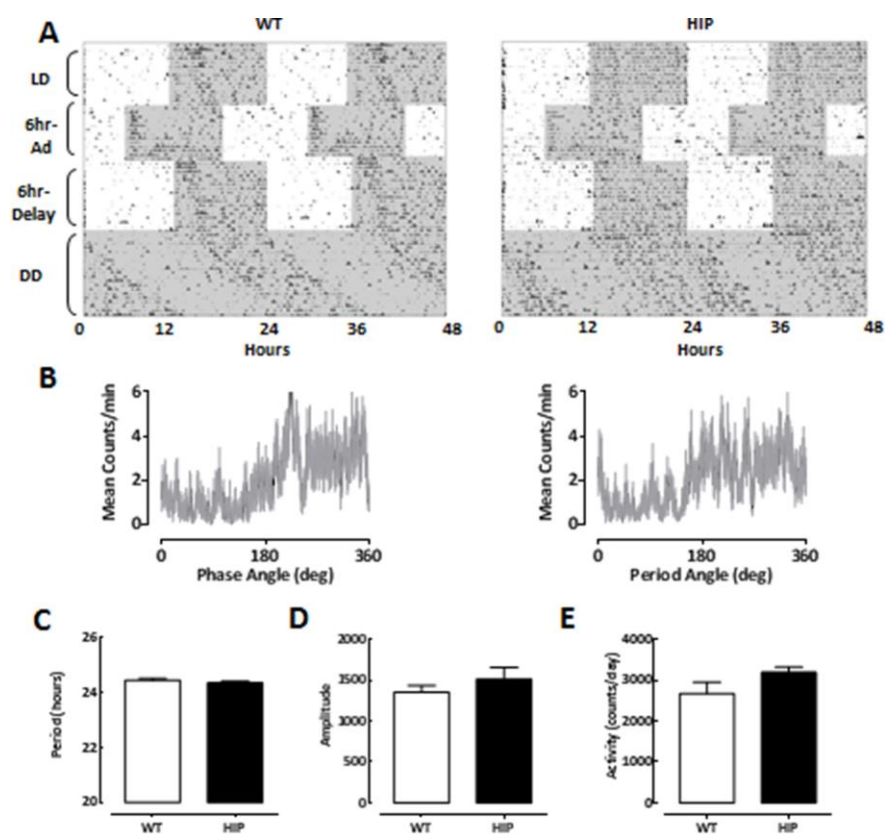 A
WT
HIP
LD
6hr-
Ad
6hr-
Delay
DD
0 12 24 36 48
Hours
0 12 24 36 48
Hours
B
Mean Counts/min
6
4
2
0
0 180 360
Phase Angle (deg)
Mean Counts/min
6
4
2
0
0 180 360
Period Angle (deg)
C
Period (hours)
26
24
22
20
WT HIP
D
Amplitude
2000
1500
1000
500
0
WT HIP
E
Activity (counts/day)
4000
3000
2000
1000
0
WT HIP